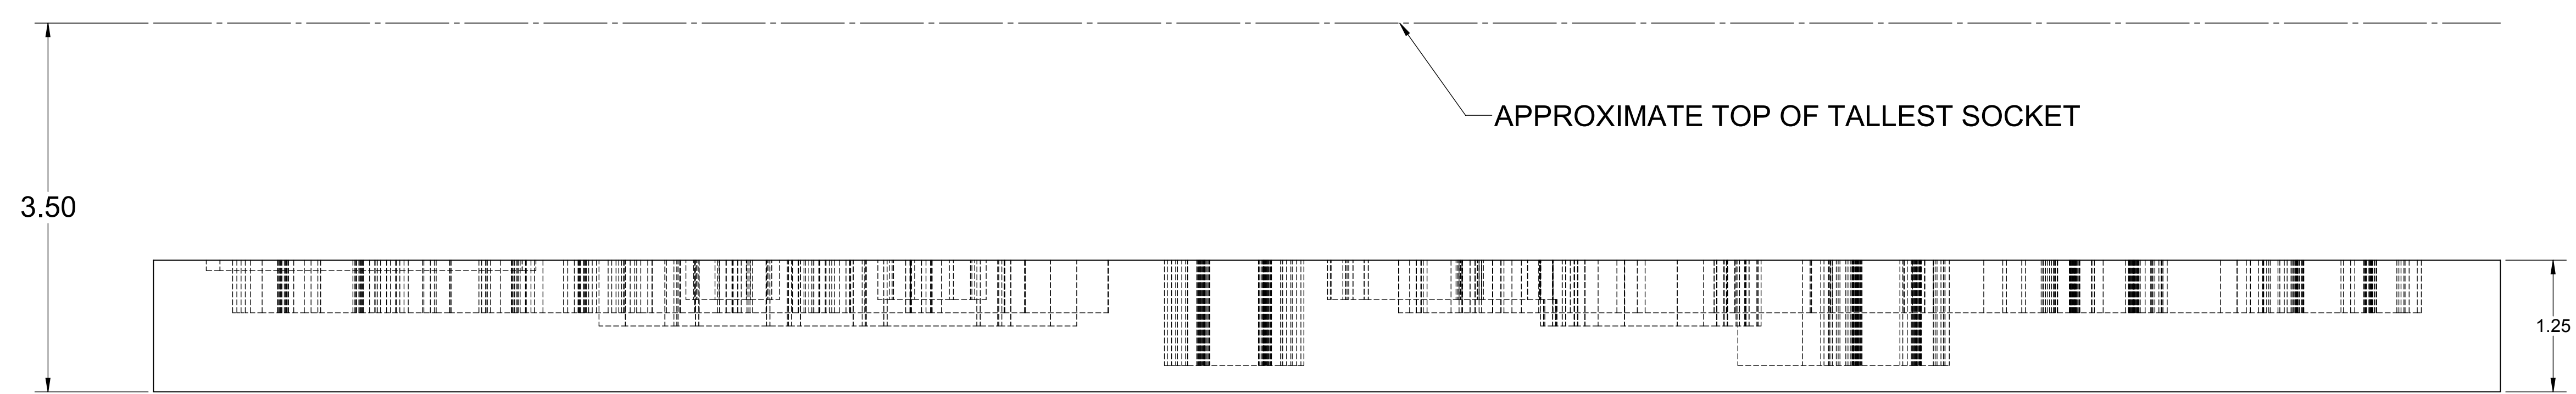 APPROXIMATE TOP OF TALLEST SOCKET
3.50
1.25